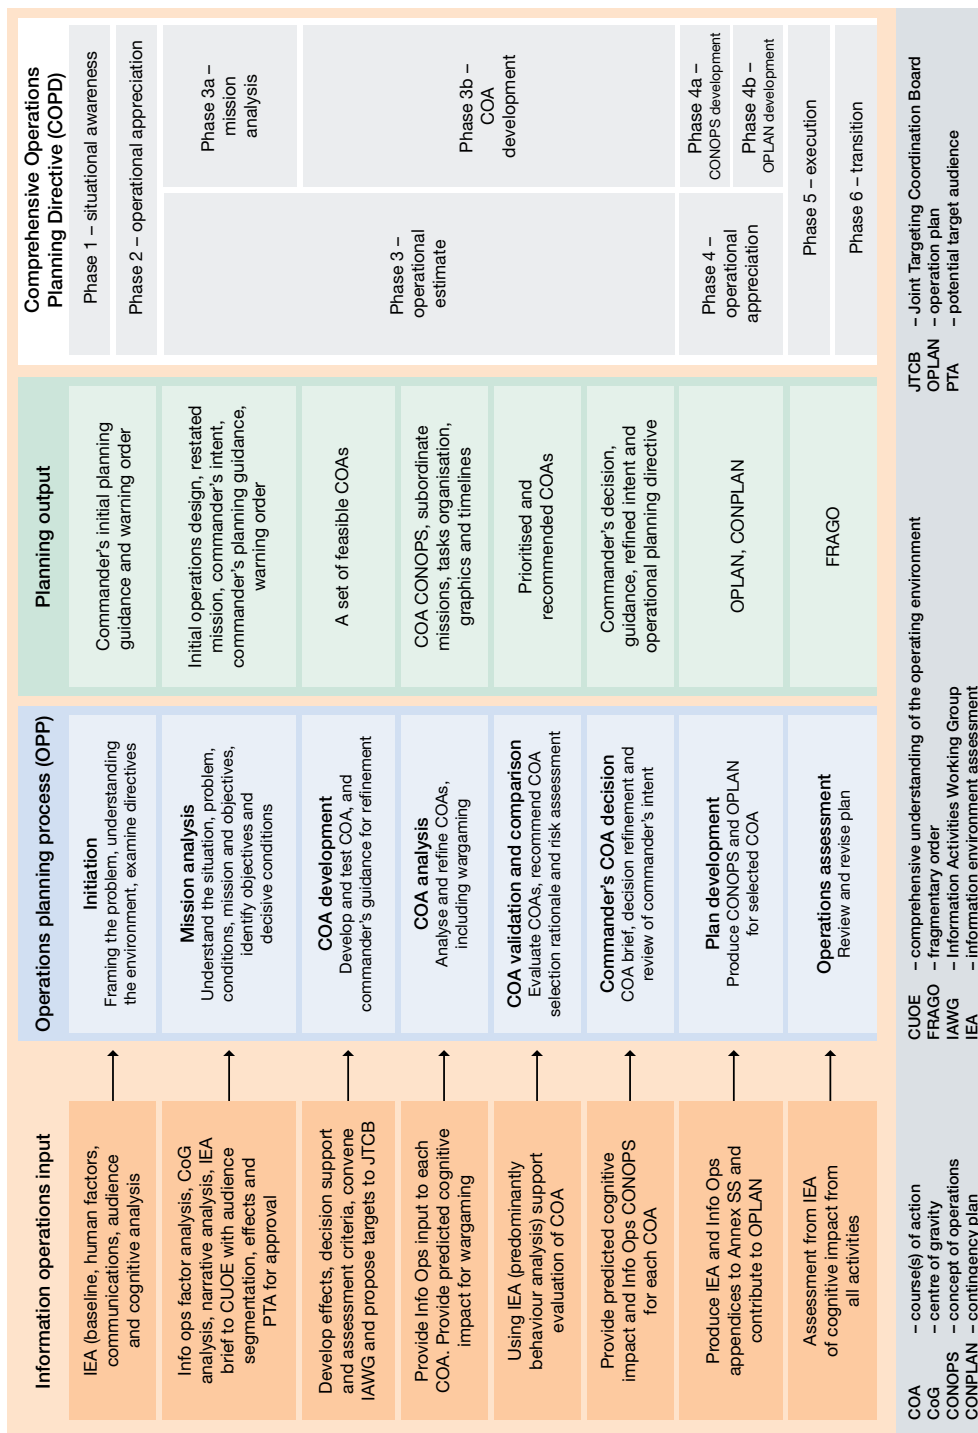 Information operations input
IEA (baseline, human factors,
communications, audience
and cognitive analysis
Info ops factor analysis, CoG
analysis, narrative analysis, IEA
brief to CUOE with audience
segmentation, effects and
PTA for approval
Develop effects, decision support
and assessment criteria, convene
IAWG and propose targets to JTCB
Provide Info Ops input to each
COA. Provide predicted cognitive
impact for wargaming
Using IEA (predominantly
behaviour analysis) support
evaluation of COA
Provide predicted cognitive
impact and Info Ops CONOPS
for each COA
Produce IEA and Info Ops
appendices to Annex SS and
contribute to OPLAN
Assessment from IEA
of cognitive impact from
all activities
Operations planning process (OPP)
Initiation
Framing the problem, understanding
the environment, examine directives
Mission analysis
Understand the situation, problem,
conditions, mission and objectives,
identify objectives and
decisive conditions
COA development
Develop and test COA, and
commander's guidance for refinement
COA analysis
Analyse and refine COAs,
including wargaming
COA validation and comparison
Evaluate COAs, recommend COA
selection rationale and risk assessment
Commander's COA decision
COA brief, decision refinement and
review of commander's intent
Plan development
Produce CONOPS and OPLAN
for selected COA
Operations assessment
Review and revise plan
Planning output
Commander's initial planning
guidance and warning order
Initial operations design, restated
mission, commander's intent,
commander's planning guidance,
warning order
A set of feasible COAs
COA CONOPS, subordinate
missions, tasks organisation,
graphics and timelines
Prioritised and
recommended COAs
Commander's decision,
guidance, refined intent and
operational planning directive
OPLAN, CONPLAN
FRAGO
Comprehensive Operations
Planning Directive (COPD)
Phase 1 – situational awareness
Phase 2 – operational appreciation
Phase 3 –
operational
estimate
Phase 3a –
mission
analysis
Phase 3b –
COA
development
Phase 4 –
operational
appreciation
Phase 4a –
CONOPS development
Phase 4b –
OPLAN development
Phase 5 – execution
Phase 6 – transition
COA – course(s) of action
CoG – centre of gravity
CONOPS – concept of operations
CONPLAN – contingency plan
CUOE – comprehensive understanding of the operating environment
FRAGO – fragmentary order
IAWG – Information Activities Working Group
IEA – information environment assessment
JTCB – Joint Targeting Coordination Board
OPLAN – operation plan
PTA – potential target audience